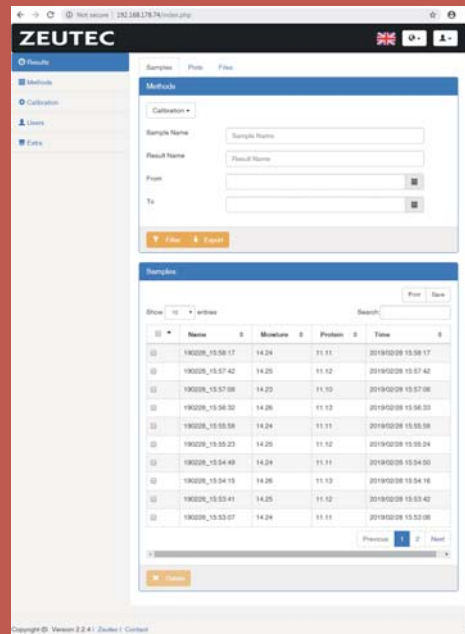 Not secure | 192.168.178.74/index.php
ZEUTEC
Results
Methods
Calibration
Users
Extra
Samples Plots Files
Methods
Calibration
Sample Name Sample Name
Result Name Result Name
From
To
Filter Export
Samples
Print Save
Show 10 entries Search:
Name Moisture Protein Time
190228_15:58:17 14.24 11.11 2019/02/28 15:58:17
190228_15:57:42 14.25 11.12 2019/02/28 15:57:42
190228_15:57:08 14.23 11.10 2019/02/28 15:57:08
190228_15:56:32 14.26 11.13 2019/02/28 15:56:33
190228_15:55:58 14.24 11.11 2019/02/28 15:55:58
190228_15:55:23 14.25 11.12 2019/02/28 15:55:24
190228_15:54:49 14.24 11.11 2019/02/28 15:54:50
190228_15:54:15 14.26 11.13 2019/02/28 15:54:16
190228_15:53:41 14.25 11.12 2019/02/28 15:53:42
190228_15:53:07 14.24 11.11 2019/02/28 15:53:08
Previous 1 2 Next
Delete
Copyright ©. Version 2.2.4 | Zeutec | Contact